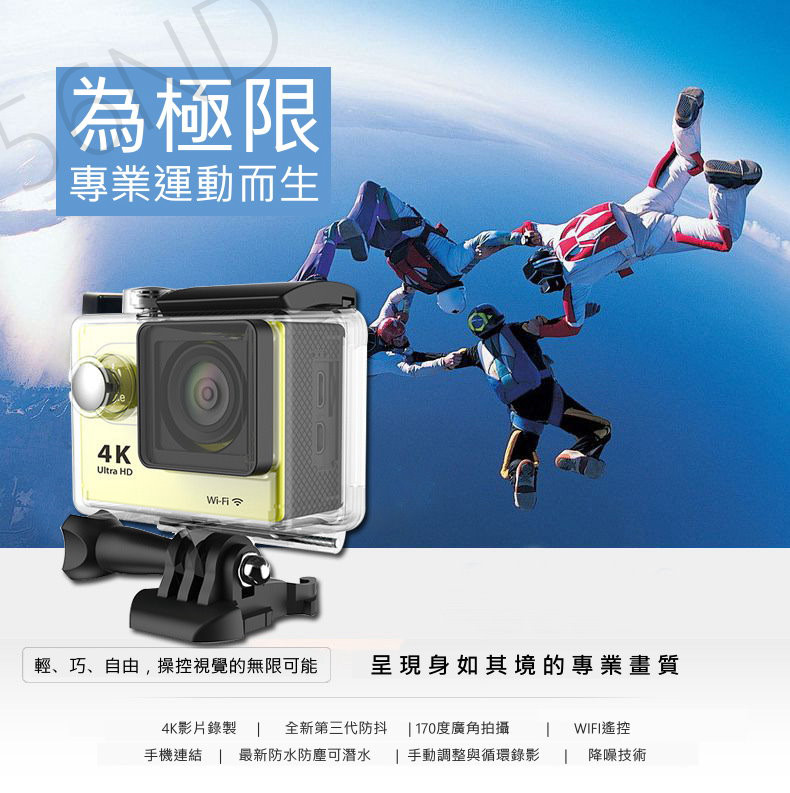 56ND
為極限
專業運動而生
4K
Ultra HD
Wi-Fi
輕、巧、自由，操控視覺的無限可能
呈現身如其境的專業畫質
4K影片錄製 | 全新第三代防抖 | 170度廣角拍攝 | WIFI遙控
手機連結 | 最新防水防塵可潛水 | 手動調整與循環錄影 | 降噪技術